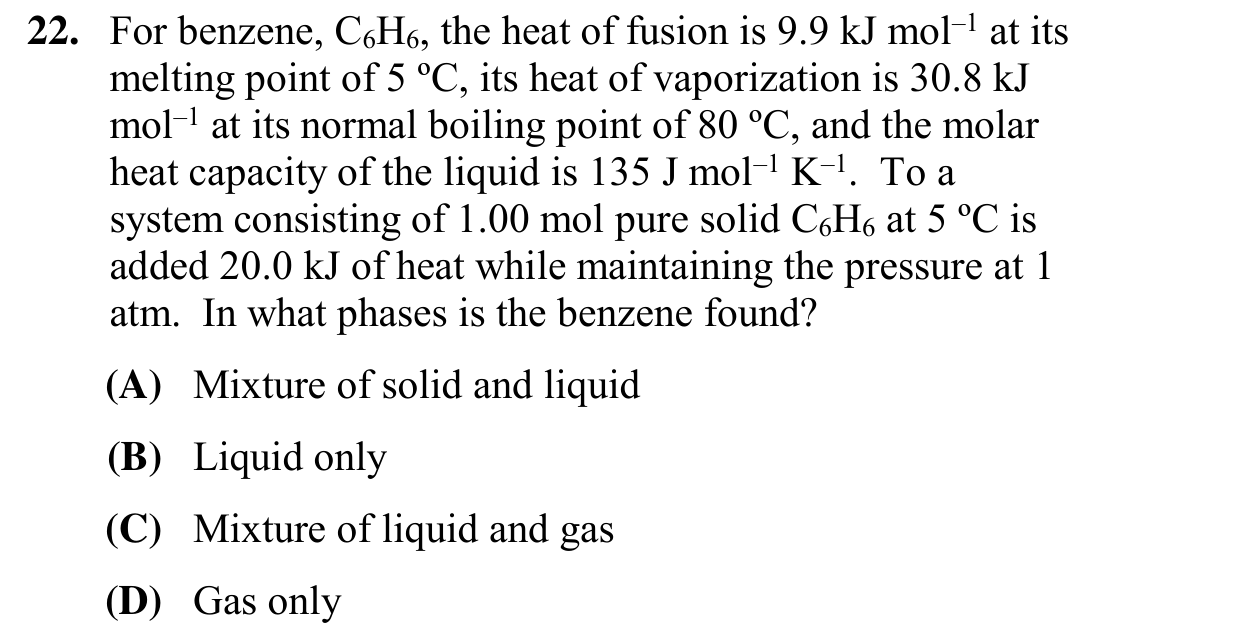 22. For benzene, C₆H₆, the heat of fusion is 9.9 kJ mol⁻¹ at its
melting point of 5 ºC, its heat of vaporization is 30.8 kJ
mol⁻¹ at its normal boiling point of 80 ºC, and the molar
heat capacity of the liquid is 135 J mol⁻¹ K⁻¹. To a
system consisting of 1.00 mol pure solid C₆H₆ at 5 ºC is
added 20.0 kJ of heat while maintaining the pressure at 1
atm. In what phases is the benzene found?
(A) Mixture of solid and liquid
(B) Liquid only
(C) Mixture of liquid and gas
(D) Gas only